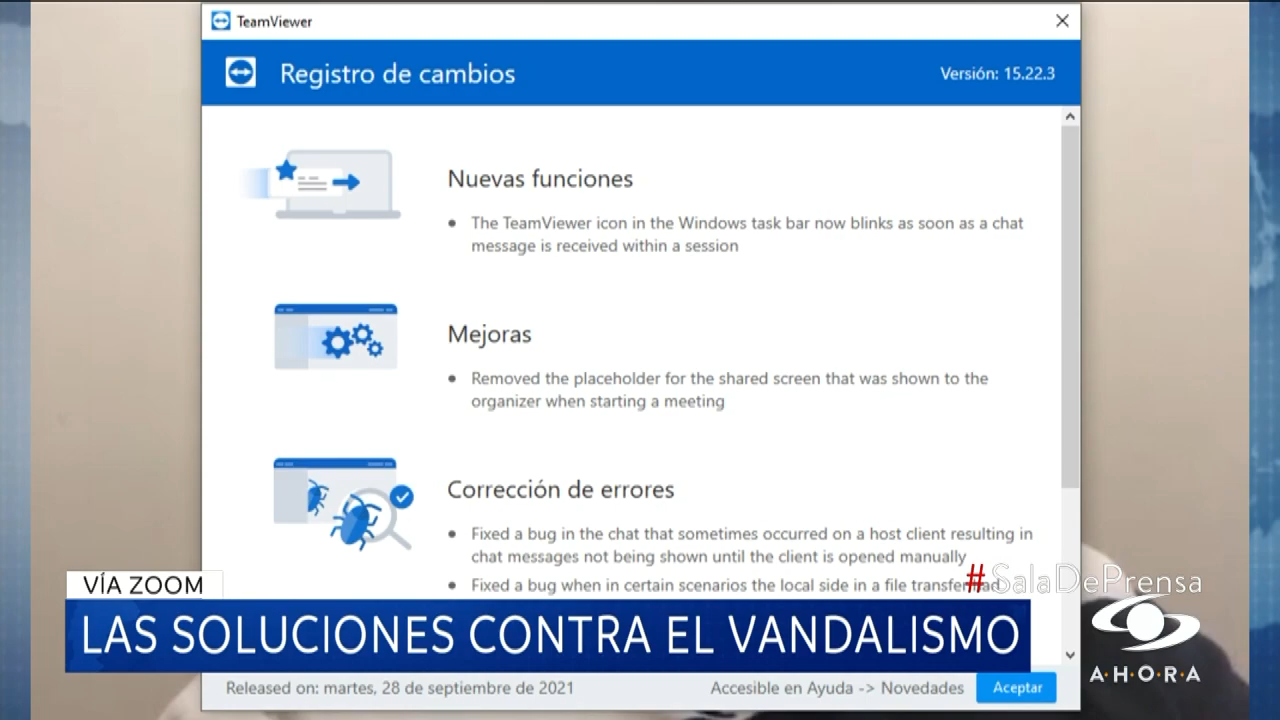 TeamViewer
Registro de cambios
Versión: 15.22.3
Nuevas funciones
The TeamViewer icon in the Windows task bar now blinks as soon as a chat
message is received within a session
Mejoras
Removed the placeholder for the shared screen that was shown to the
organizer when starting a meeting
Corrección de errores
Fixed a bug in the chat that sometimes occurred on a host client resulting in
chat messages not being shown until the client is opened manually
Fixed a bug when in certain scenarios the local side in a file transfer had
#SalaDePrensa
VÍA ZOOM
LAS SOLUCIONES CONTRA EL VANDALISMO
AHORA
Released on: martes, 28 de septiembre de 2021
Accesible en Ayuda -> Novedades
Aceptar